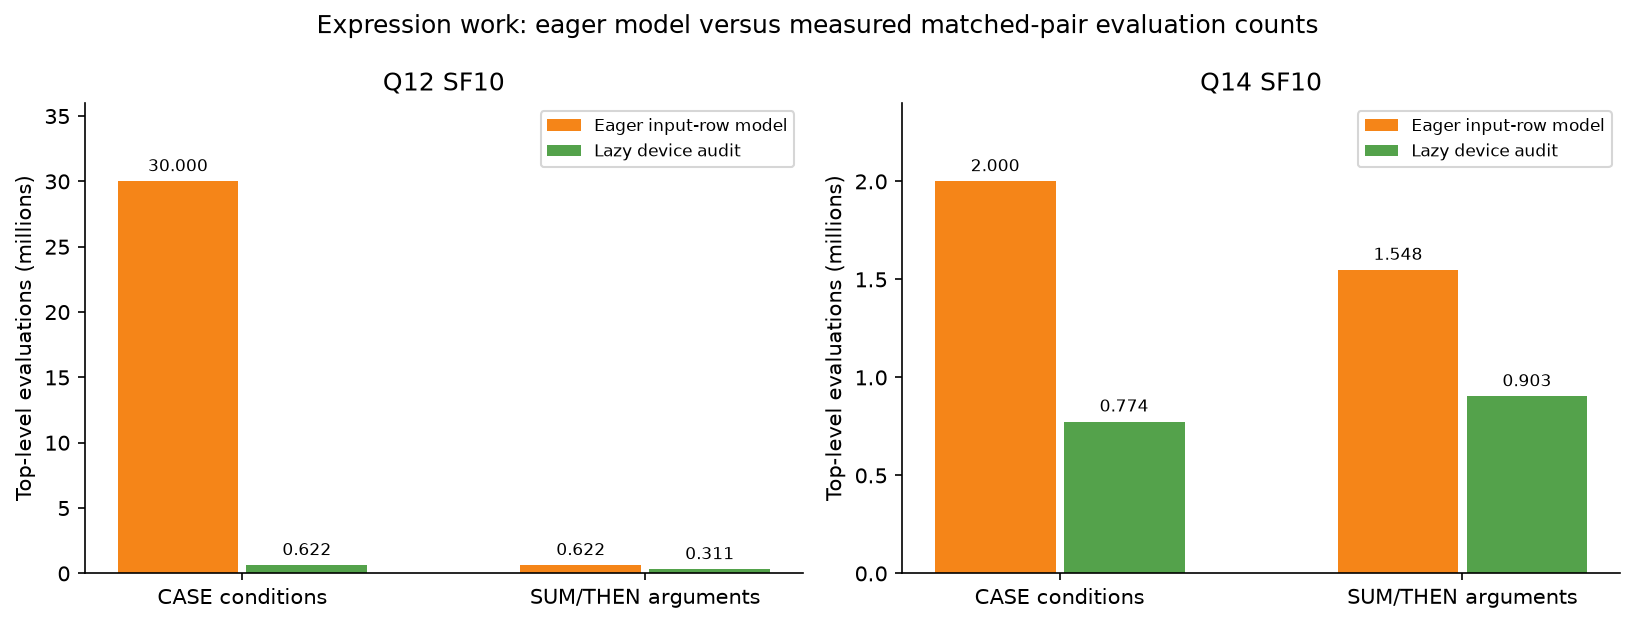 Expression work: eager model versus measured matched-pair evaluation counts
Q12 SF10
Top-level evaluations (millions)
35
30
25
20
15
10
5
0
Eager input-row model
Lazy device audit
30.000
0.622
0.622
0.311
CASE conditions
SUM/THEN arguments
Q14 SF10
Top-level evaluations (millions)
2.0
1.5
1.0
0.5
0.0
Eager input-row model
Lazy device audit
2.000
0.774
1.548
0.903
CASE conditions
SUM/THEN arguments